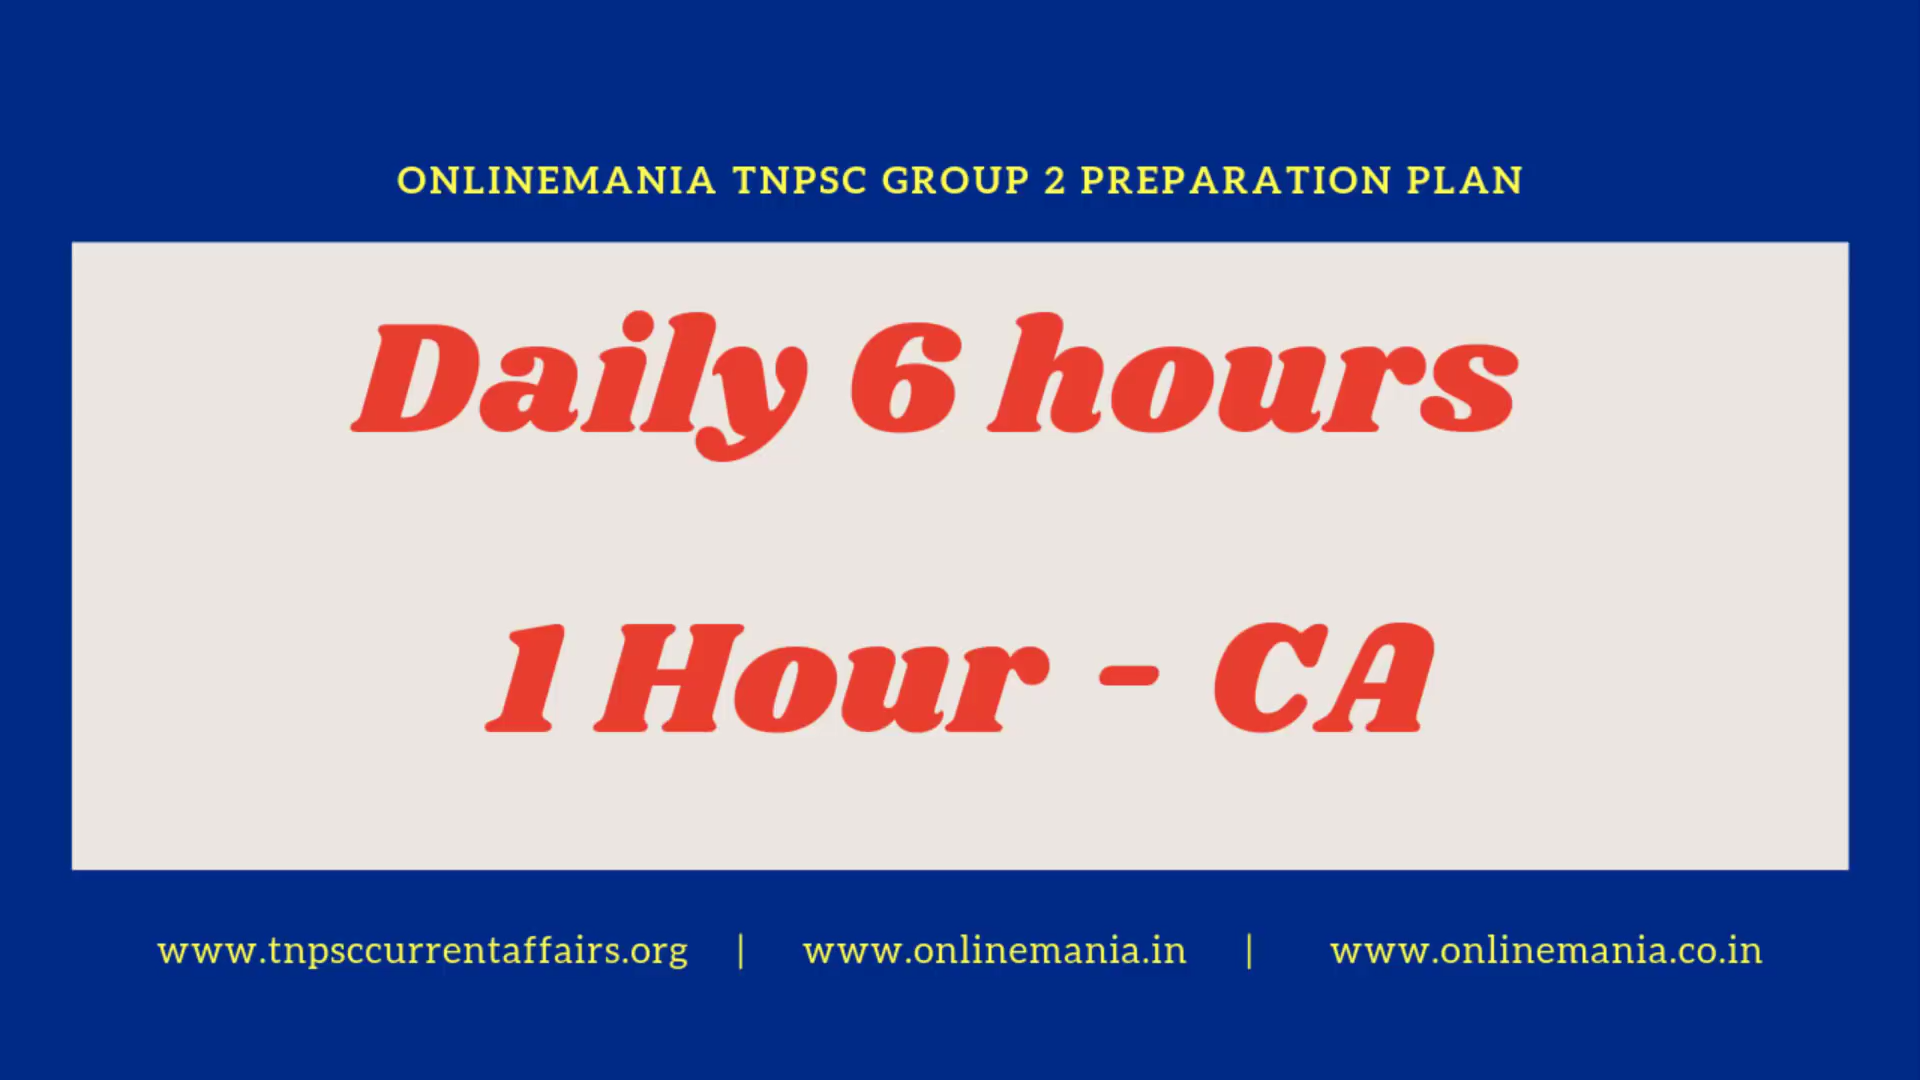 ONLINEMANIA TNPSC GROUP 2 PREPARATION PLAN
Daily 6 hours
1 Hour - CA
www.tnpsccurrentaffairs.org | www.onlinemania.in | www.onlinemania.co.in